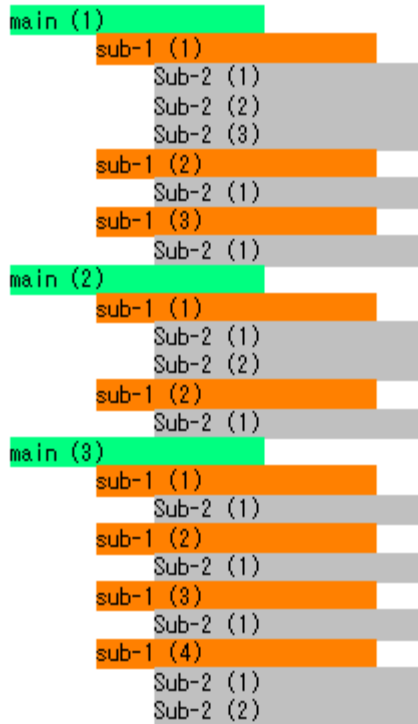 main (1)
sub-1 (1)
Sub-2 (1)
Sub-2 (2)
Sub-2 (3)
sub-1 (2)
Sub-2 (1)
sub-1 (3)
Sub-2 (1)
main (2)
sub-1 (1)
Sub-2 (1)
Sub-2 (2)
sub-1 (2)
Sub-2 (1)
main (3)
sub-1 (1)
Sub-2 (1)
sub-1 (2)
Sub-2 (1)
sub-1 (3)
Sub-2 (1)
sub-1 (4)
Sub-2 (1)
Sub-2 (2)